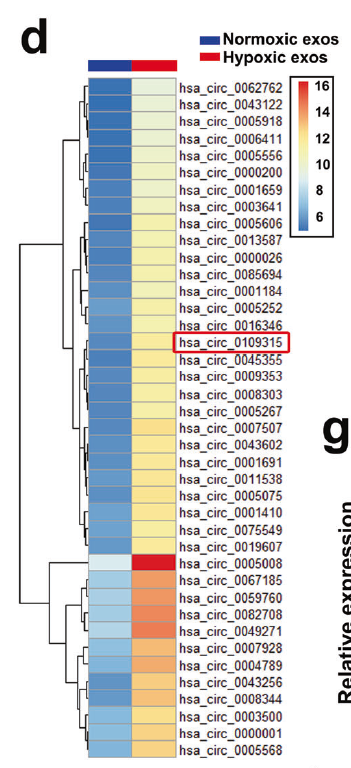 d
Normoxic exos
Hypoxic exos
hsa_circ_0062762
hsa_circ_0043122
hsa_circ_0005918
hsa_circ_0006411
hsa_circ_0005556
hsa_circ_0000200
hsa_circ_0001659
hsa_circ_0003641
hsa_circ_0005606
hsa_circ_0013587
hsa_circ_0000026
hsa_circ_0085694
hsa_circ_0001184
hsa_circ_0005252
hsa_circ_0016346
hsa_circ_0109315
hsa_circ_0045355
hsa_circ_0009353
hsa_circ_0008303
hsa_circ_0005267
hsa_circ_0007507
hsa_circ_0043602
hsa_circ_0001691
hsa_circ_0011538
hsa_circ_0005075
hsa_circ_0001410
hsa_circ_0075549
hsa_circ_0019607
hsa_circ_0005008
hsa_circ_0067185
hsa_circ_0059760
hsa_circ_0082708
hsa_circ_0049271
hsa_circ_0007928
hsa_circ_0004789
hsa_circ_0043256
hsa_circ_0008344
hsa_circ_0003500
hsa_circ_0000001
hsa_circ_0005568
16
14
12
10
8
6
g
Relative expression